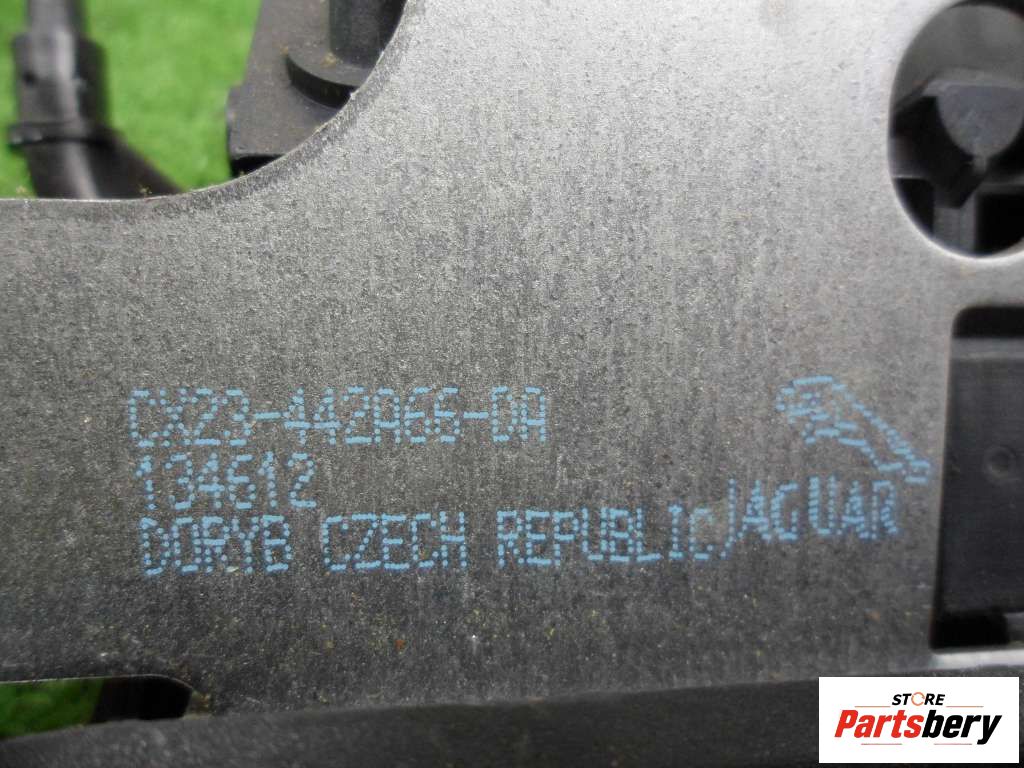 CX23-442A66-DA
134612
DORYB CZECH REPUBLIC JAGUAR
STORE
Partsbery